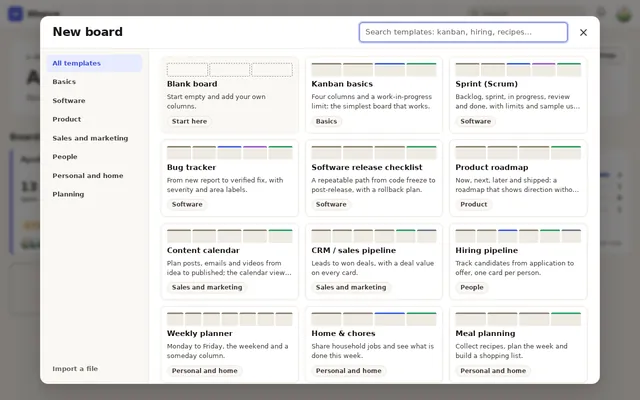 New board
Search templates: kanban, hiring, recipes...
All templates
Basics
Software
Product
Sales and marketing
People
Personal and home
Planning
Import a file
Blank board
Start empty and add your own
columns.
Start here
Kanban basics
Four columns and a work-in-progress
limit: the simplest board that works.
Basics
Sprint (Scrum)
Backlog, sprint, in progress, review
and done, with limits and sample us...
Software
Bug tracker
From new report to verified fix, with
severity and area labels.
Software
Software release checklist
A repeatable path from code freeze to
post-release, with a rollback plan.
Software
Product roadmap
Now, next, later and shipped: a
roadmap that shows direction witho...
Product
Content calendar
Plan posts, emails and videos from
idea to published; the calendar view...
Sales and marketing
CRM / sales pipeline
Leads to won deals, with a deal value
on every card.
Sales and marketing
Hiring pipeline
Track candidates from application to
offer, one card per person.
People
Weekly planner
Monday to Friday, the weekend and a
someday column.
Personal and home
Home & chores
Share household jobs and see what is
done this week.
Personal and home
Meal planning
Collect recipes, plan the week and
build a shopping list.
Personal and home